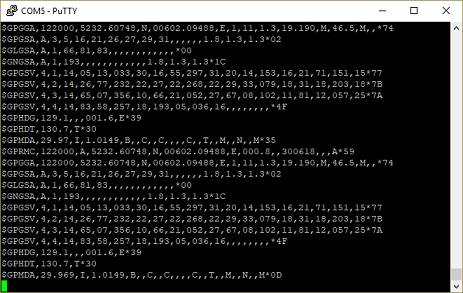 COM5 - PuTTY
$GPGGA,122000,5232.60748,N,00602.09488,E,1,11,1.3,19.190,M,46.5,M,,*74
$GPGSA,A,3,5,16,21,26,27,29,31,,,,,,1.8,1.3,1.3*02
$GLGSA,A,1,66,81,83,,,,,,,,,,,,*00
$GNGSA,A,1,193,,,,,,,,,,,,1.8,1.3,1.3*1C
$GPGSV,4,1,14,05,13,033,30,16,55,297,31,20,14,153,16,21,71,151,15*77
$GPGSV,4,2,14,26,77,232,22,27,22,268,22,29,33,079,18,31,18,203,18*7B
$GPGSV,4,3,14,65,07,356,10,66,21,052,27,67,08,102,11,81,12,057,25*7A
$GPGSV,4,4,14,83,58,257,18,193,05,036,16,,,,,,,,*4F
$GPHDG,129.1,,,001.6,E*39
$GPHDT,130.7,T*30
$GPMDA,29.97,I,1.0149,B,,C,,C,,,,C,,T,,M,,N,,M*35
$GPRMC,122000,A,5232.60748,N,00602.09488,E,000.8,,300618,,,A*59
$GPGGA,122000,5232.60748,N,00602.09488,E,1,11,1.3,19.190,M,46.5,M,,*74
$GPGSA,A,3,5,16,21,26,27,29,31,,,,,,1.8,1.3,1.3*02
$GLGSA,A,1,66,81,83,,,,,,,,,,,,*00
$GNGSA,A,1,193,,,,,,,,,,,,1.8,1.3,1.3*1C
$GPGSV,4,1,14,05,13,033,30,16,55,297,31,20,14,153,16,21,71,151,15*77
$GPGSV,4,2,14,26,77,232,22,27,22,268,22,29,33,079,18,31,18,203,18*7B
$GPGSV,4,3,14,65,07,356,10,66,21,052,27,67,08,102,11,81,12,057,25*7A
$GPGSV,4,4,14,83,58,257,18,193,05,036,16,,,,,,,,*4F
$GPHDG,129.1,,,001.6,E*39
$GPHDT,130.7,T*30
$GPMDA,29.969,I,1.0149,B,,C,,C,,,,C,,T,,M,,N,,M*0D